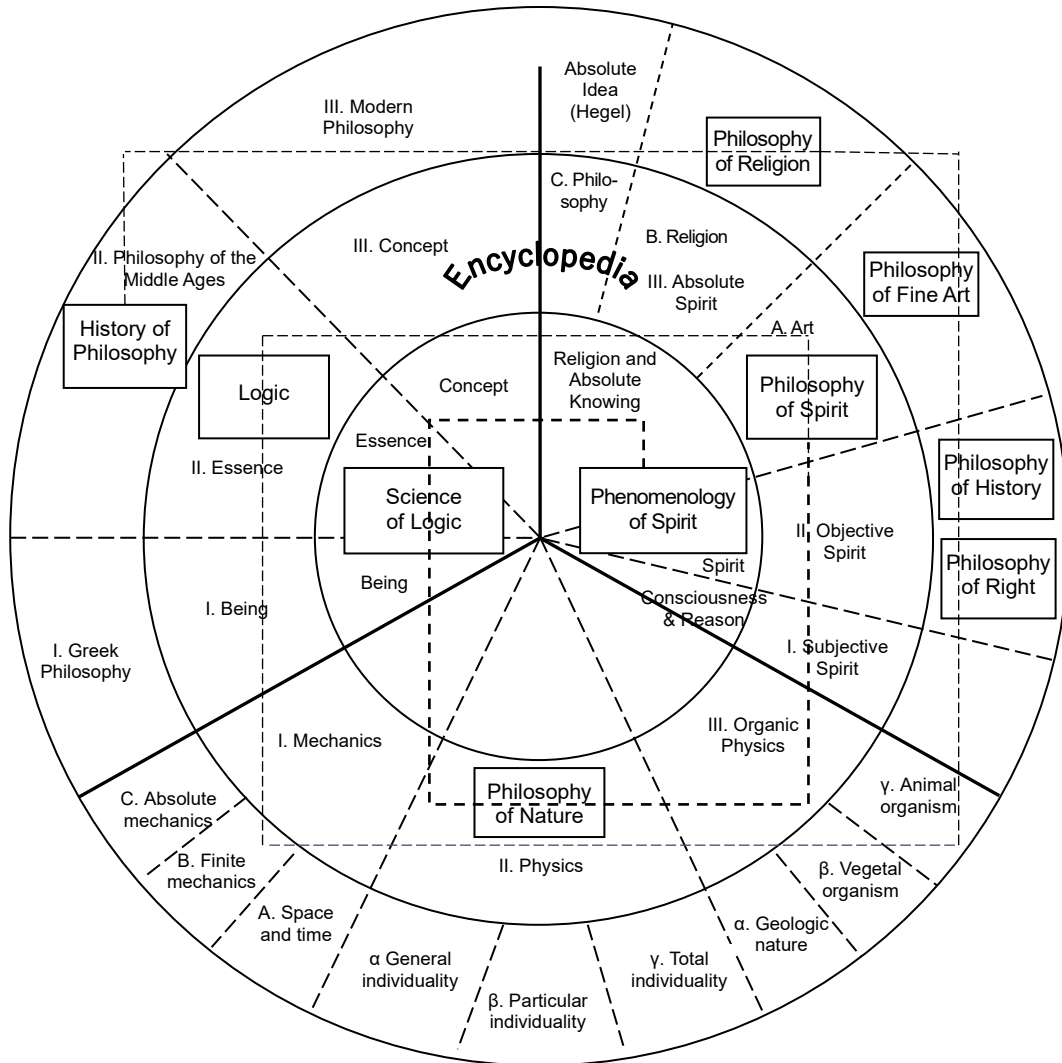 Absolute
Idea
(Hegel)
III. Modern
Philosophy
Philosophy
of Religion
C. Philo-
sophy
B. Religion
III. Concept
Encyclopedia
II. Philosophy of the
Middle Ages
III. Absolute
Spirit
Philosophy
of Fine Art
History of
Philosophy
A. Art
Logic
Concept
Religion and
Absolute
Knowing
Philosophy
of Spirit
Essence
II. Essence
Science
of Logic
Phenomenology
of Spirit
Philosophy
of History
II. Objective
Spirit
Spirit
Philosophy
of Right
Being
Consciousness
& Reason
I. Being
I. Greek
Philosophy
I. Subjective
Spirit
I. Mechanics
III. Organic
Physics
Philosophy
of Nature
γ. Animal
organism
C. Absolute
mechanics
B. Finite
mechanics
II. Physics
β. Vegetal
organism
A. Space
and time
α. Geologic
nature
α General
individuality
γ. Total
individuality
β. Particular
individuality